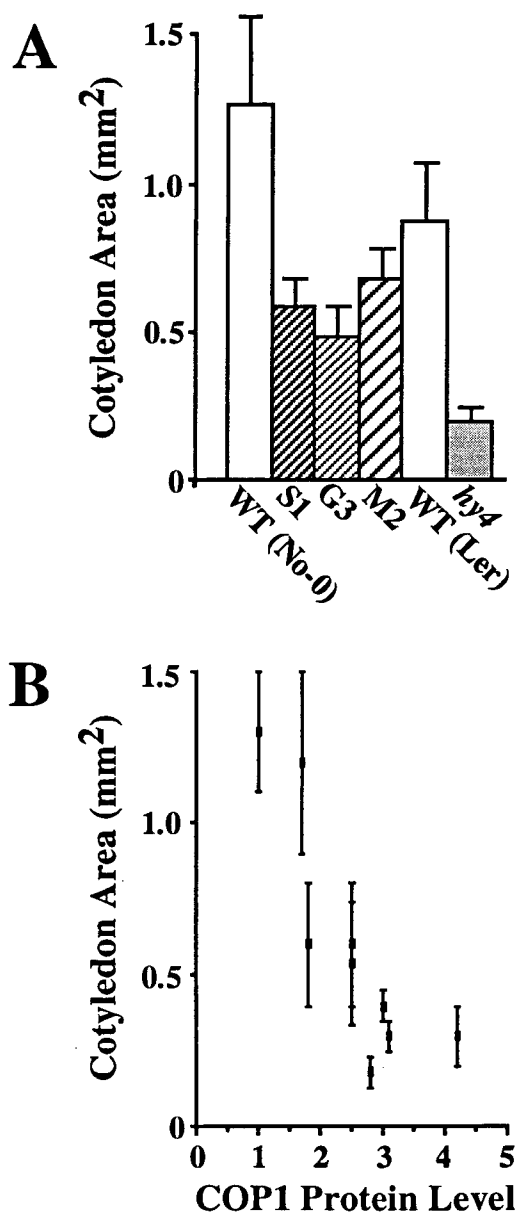 A
Cotyledon Area (mm2)
1.5
1.0
0.5
0
WT (No-0)
S1
G3
M2
WT (Ler)
hy4
B
Cotyledon Area (mm2)
1.5
1.0
0.5
0
0 1 2 3 4 5
COP1 Protein Level